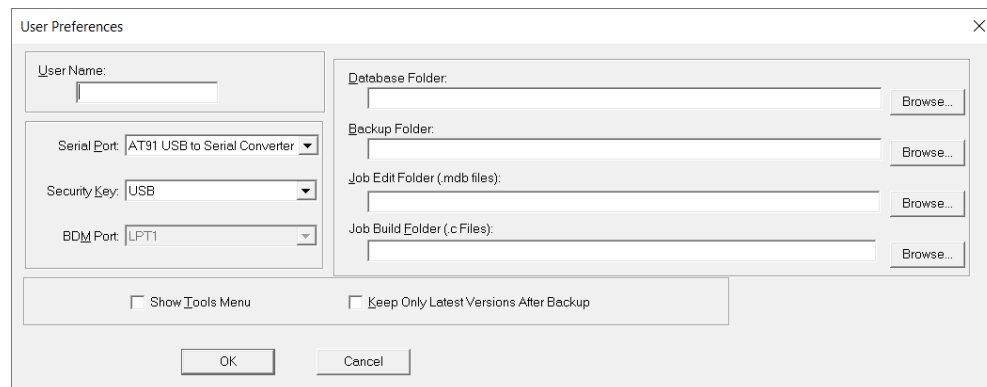 User Preferences
User Name:
Serial Port: AT91 USB to Serial Converter
Security Key: USB
BDM Port: LPT1
Database Folder:
Browse...
Backup Folder:
Browse...
Job Edit Folder (.mdb files):
Browse...
Job Build Folder (.c Files):
Browse...
Show Tools Menu
Keep Only Latest Versions After Backup
OK
Cancel